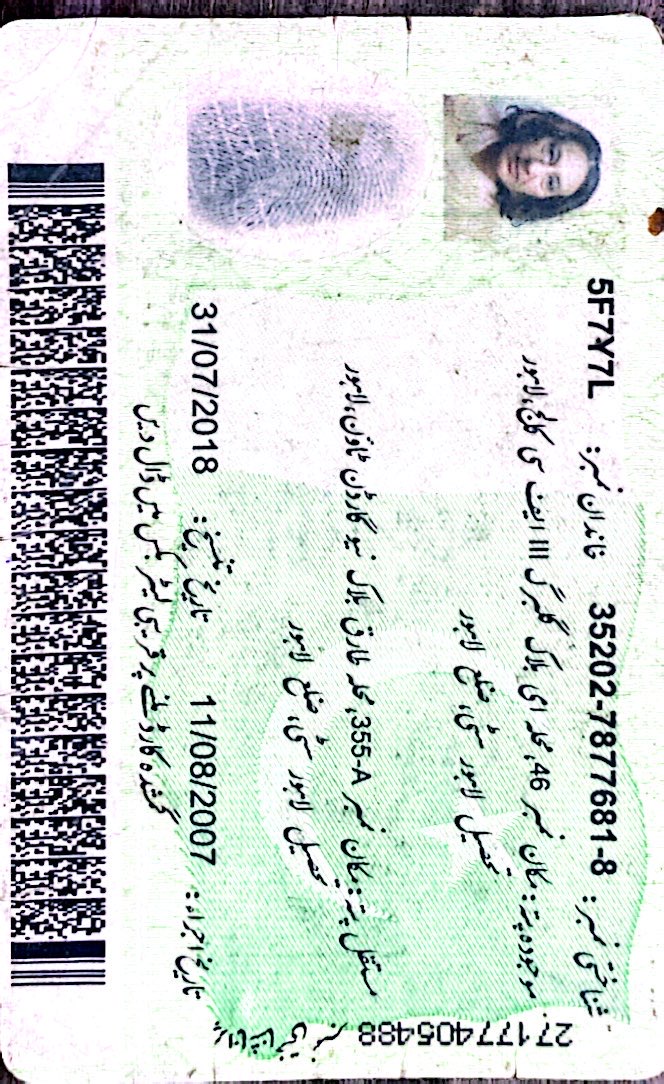 شناختی نمبر: 35202-7877681-8 خاندان نمبر: 5F7Y7L
موجودہ پتہ: مکان نمبر 46، محلہ ای بلاک گلبرگ III ایف سی کالج، لاہور
تحصیل لاہور سٹی، ضلع لاہور
مستقل پتہ: مکان نمبر 355-A، محلہ طارق بلاک نیو گارڈن ٹاؤن، لاہور
تحصیل لاہور سٹی، ضلع لاہور
تاریخ اجراء: 11/08/2007 تاریخ تنسیخ: 31/07/2018
گمشدہ کارڈ ملنے پر قریبی لیٹر بکس میں ڈال دیں
27177405488